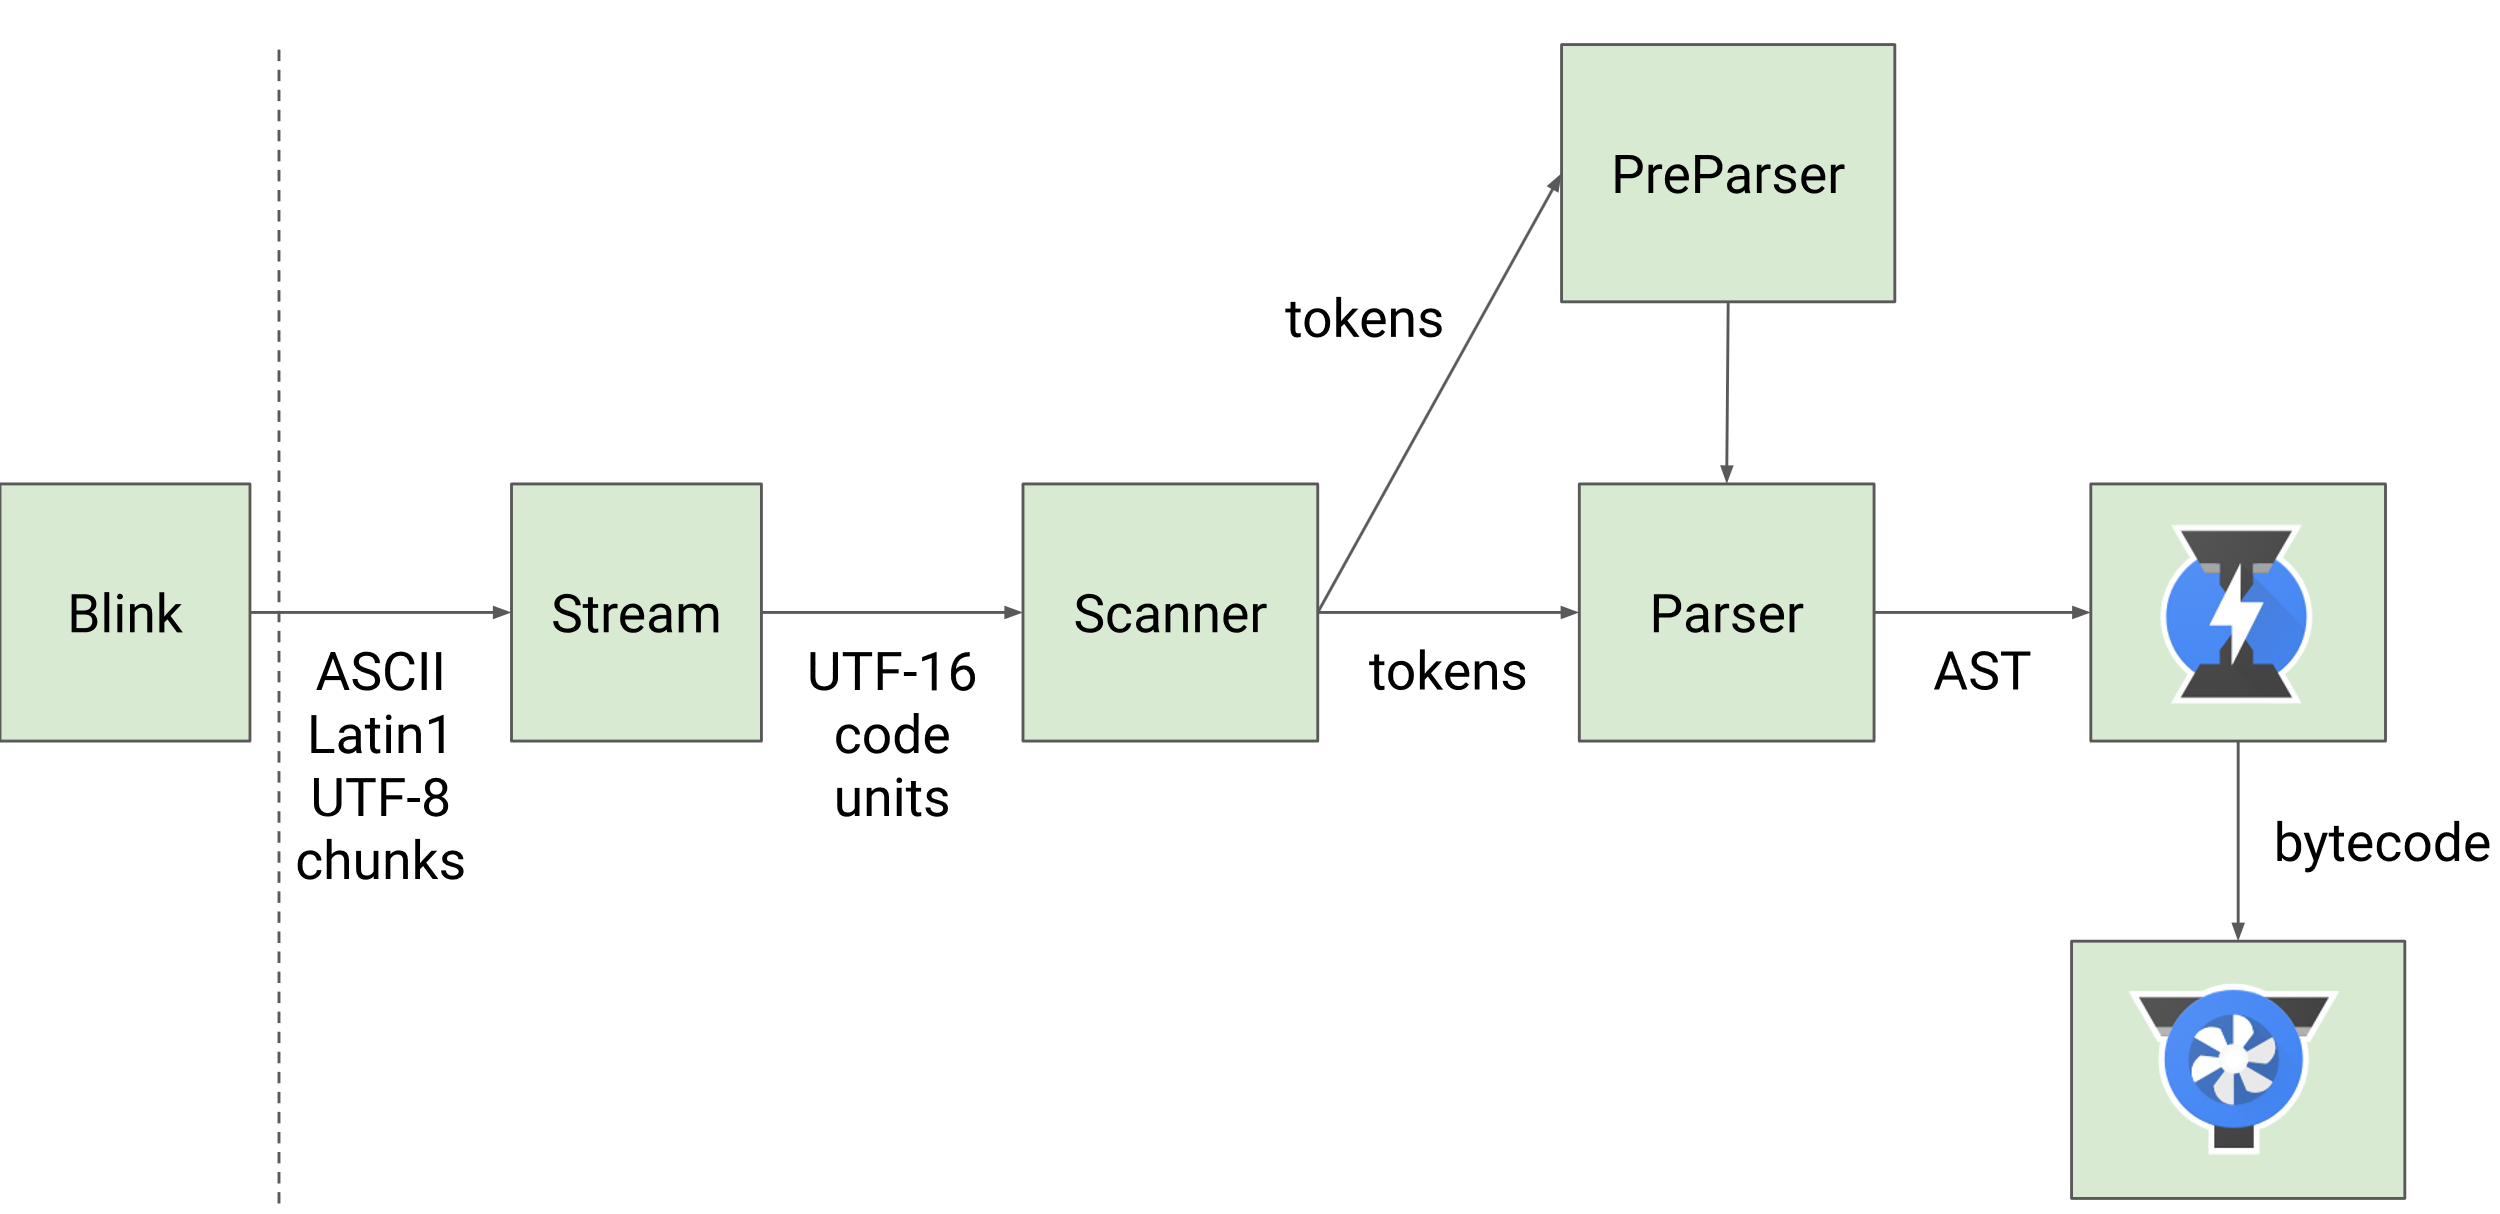 PreParser
tokens
Blink
Stream
Scanner
Parser
ASCII
Latin1
UTF-8
chunks
UTF-16
code
units
tokens
AST
bytecode